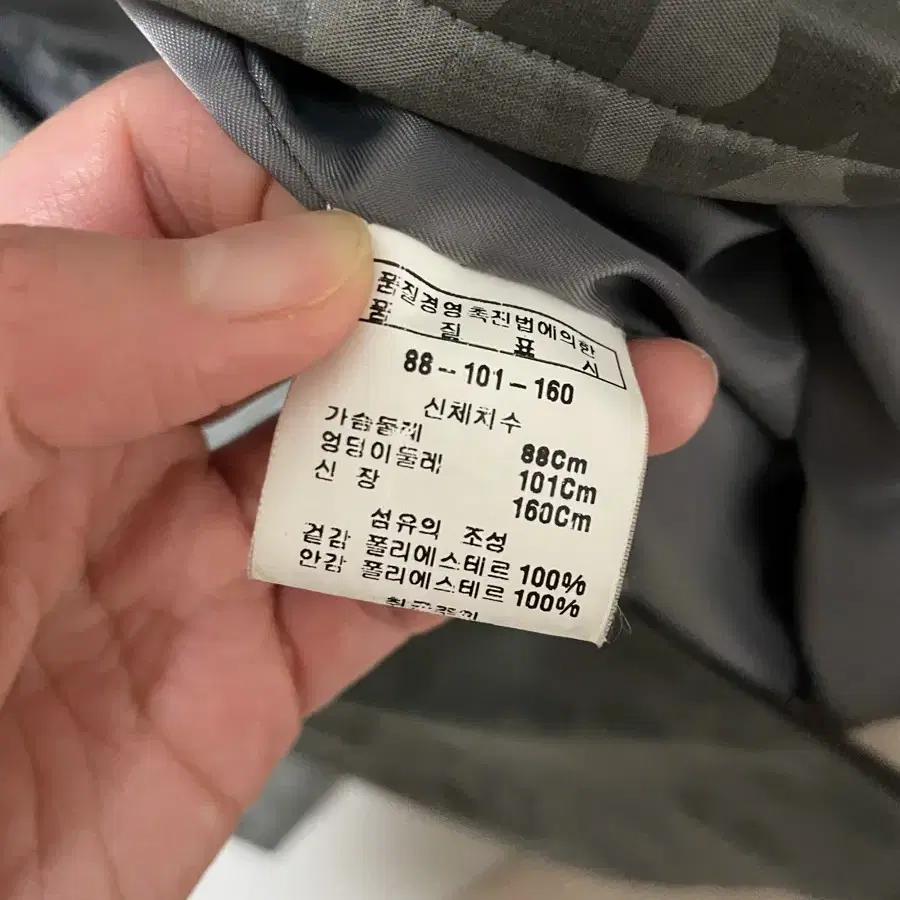 품질경영촉진법에의한
품 질 표 시
88-101-160
신체치수
가슴둘레 88Cm
엉덩이둘레 101Cm
신 장 160Cm
섬유의 조성
겉감 폴리에스테르 100%
안감 폴리에스테르 100%